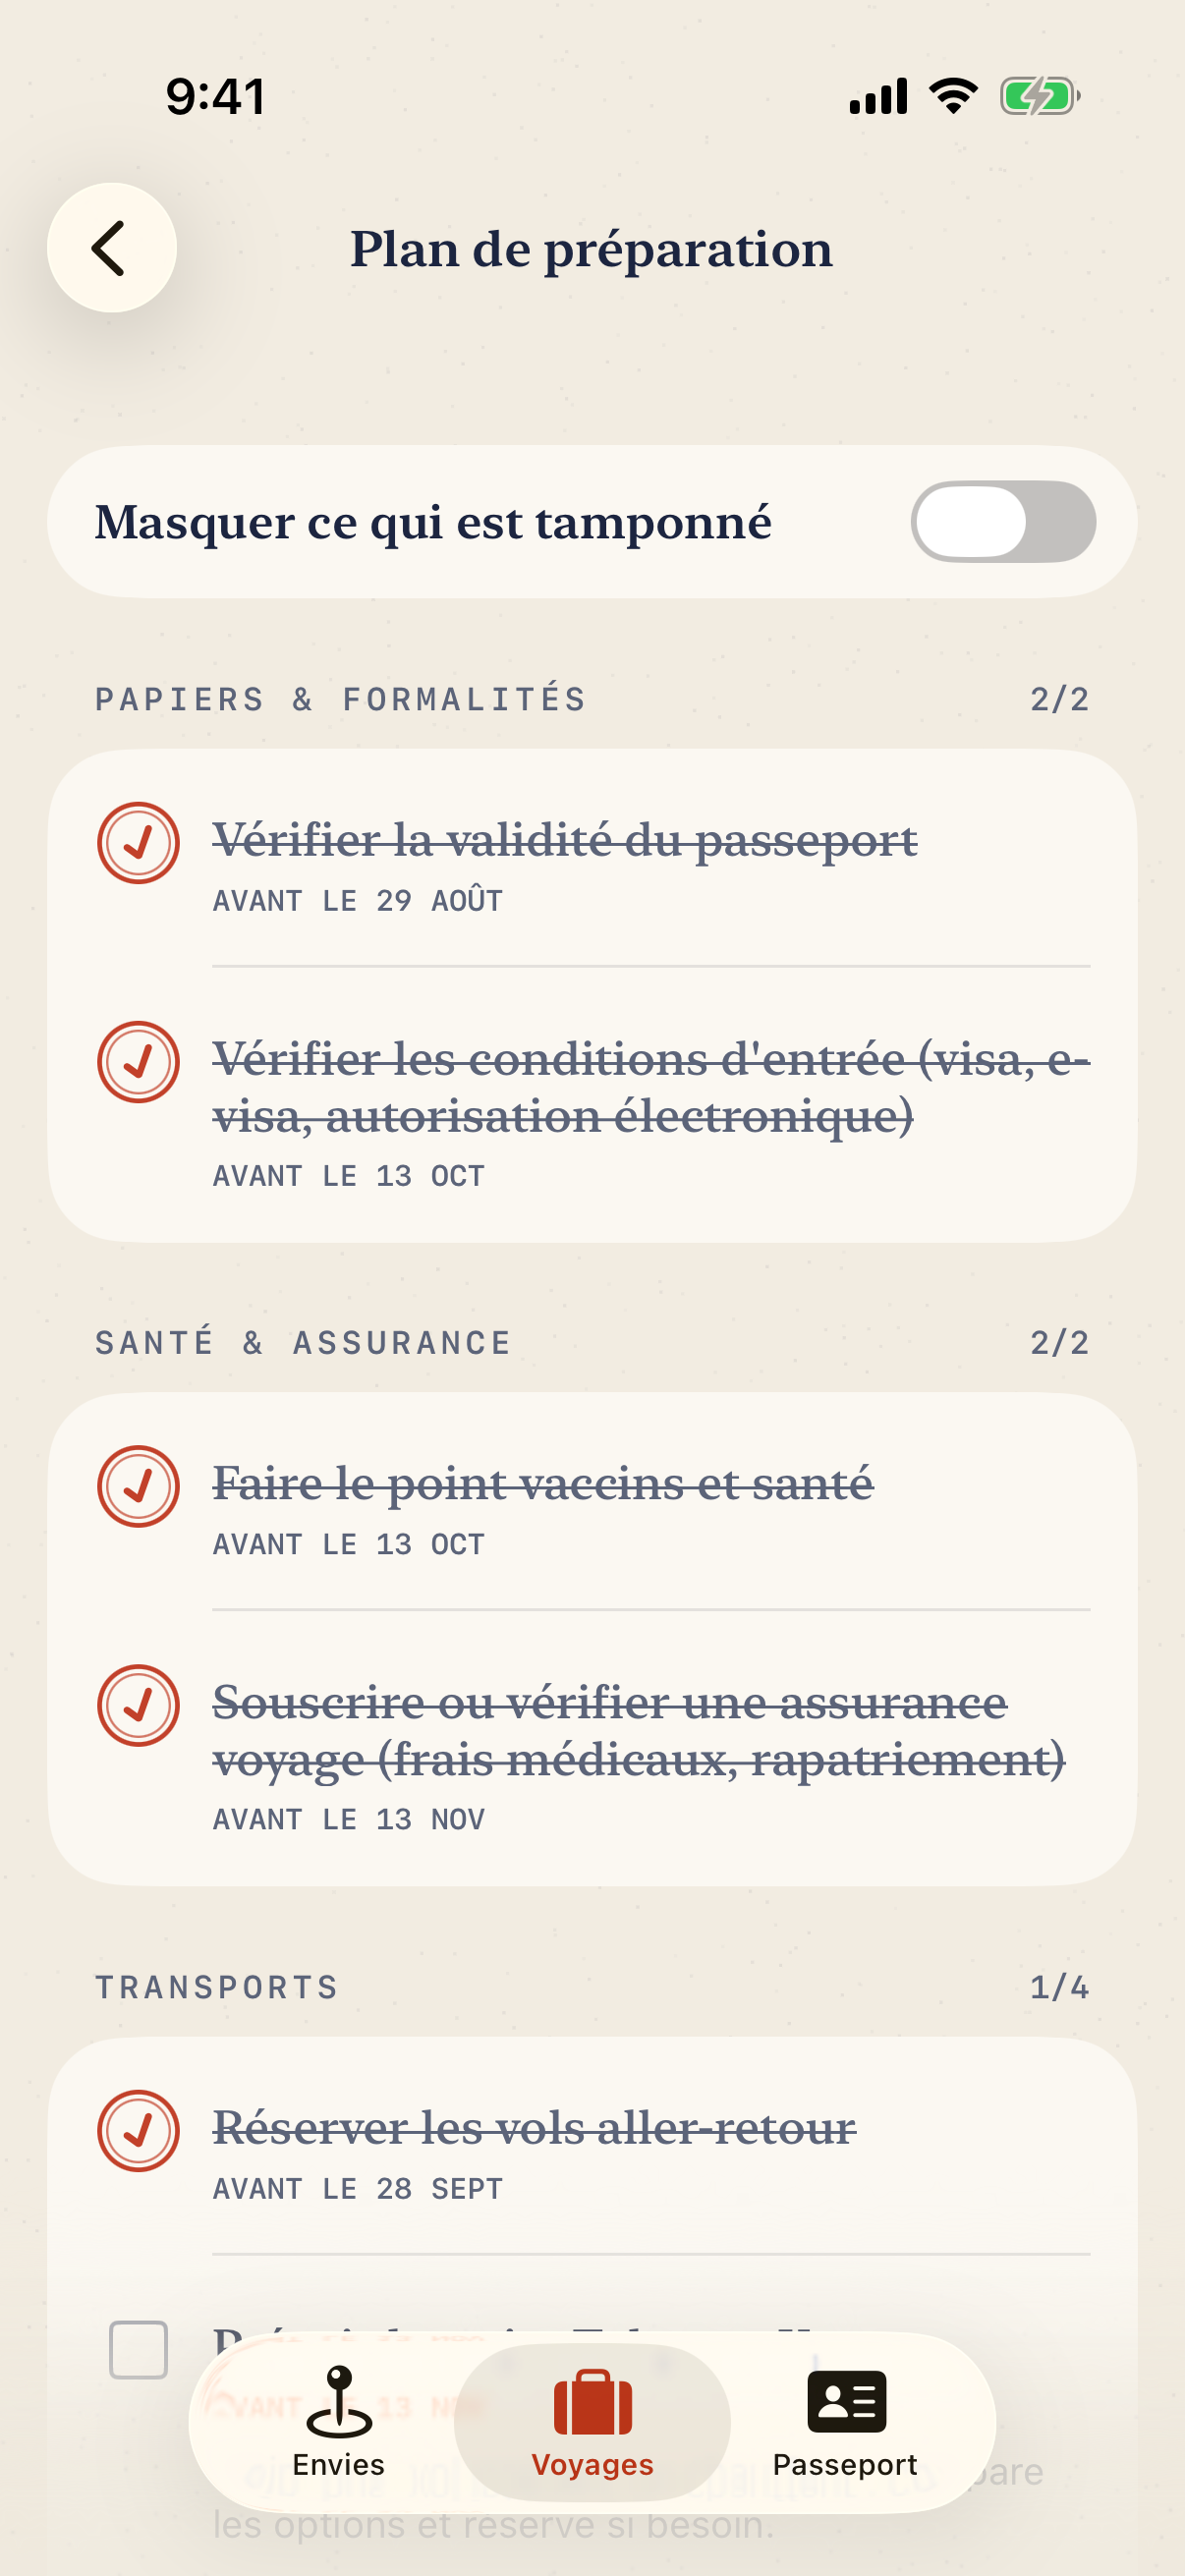 9:41
Plan de préparation
Masquer ce qui est tamponné
PAPIERS & FORMALITÉS 2/2
Vérifier la validité du passeport
AVANT LE 29 AOÛT
Vérifier les conditions d'entrée (visa, e-
visa, autorisation électronique)
AVANT LE 13 OCT
SANTÉ & ASSURANCE 2/2
Faire le point vaccins et santé
AVANT LE 13 OCT
Souscrire ou vérifier une assurance
voyage (frais médicaux, rapatriement)
AVANT LE 13 NOV
TRANSPORTS 1/4
Réserver les vols aller-retour
AVANT LE 28 SEPT
AVANT LE 13
Envies Voyages Passeport
les options et réserve si besoin.